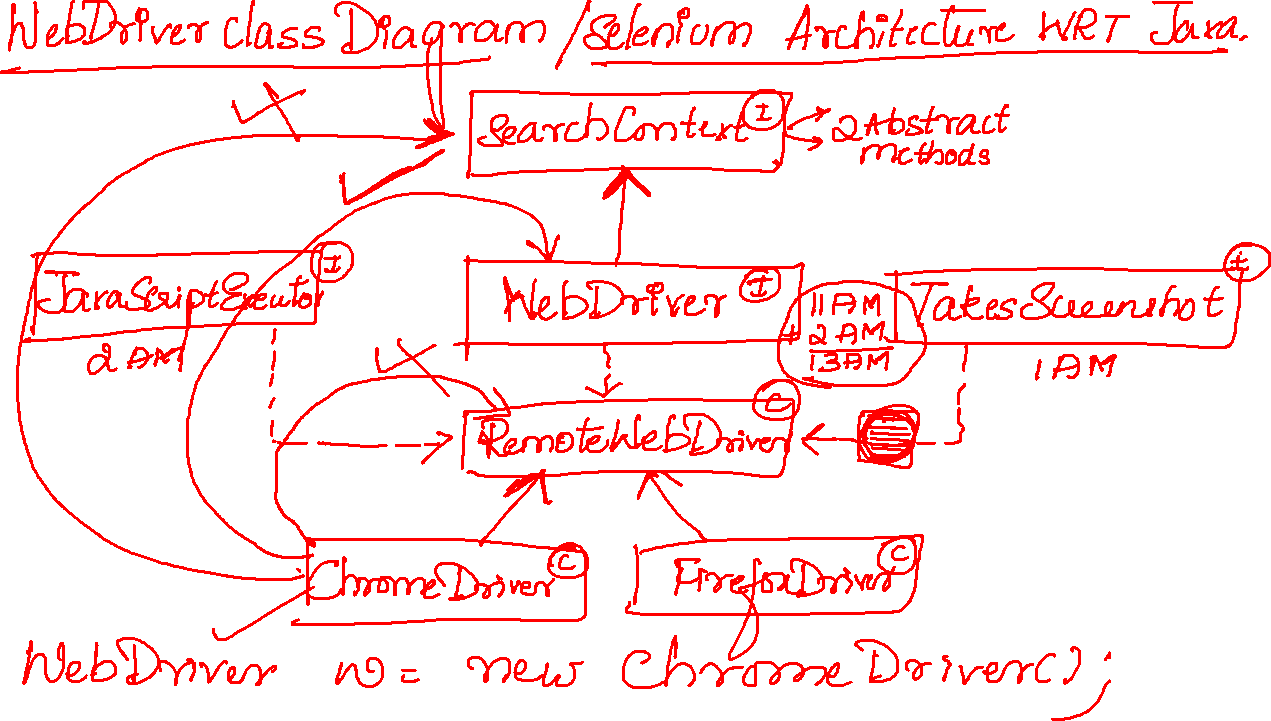 WebDriver class Diagram / Selenium Architecture WRT Java.
SearchContext I
2 Abstract
methods
JavaScriptExecutor I
2 AM
WebDriver I
11 AM
2 AM
13 AM
TakesScreenshot I
1 AM
RemoteWebDriver C
ChromeDriver C
FirefoxDriver C
WebDriver w = new ChromeDriver();